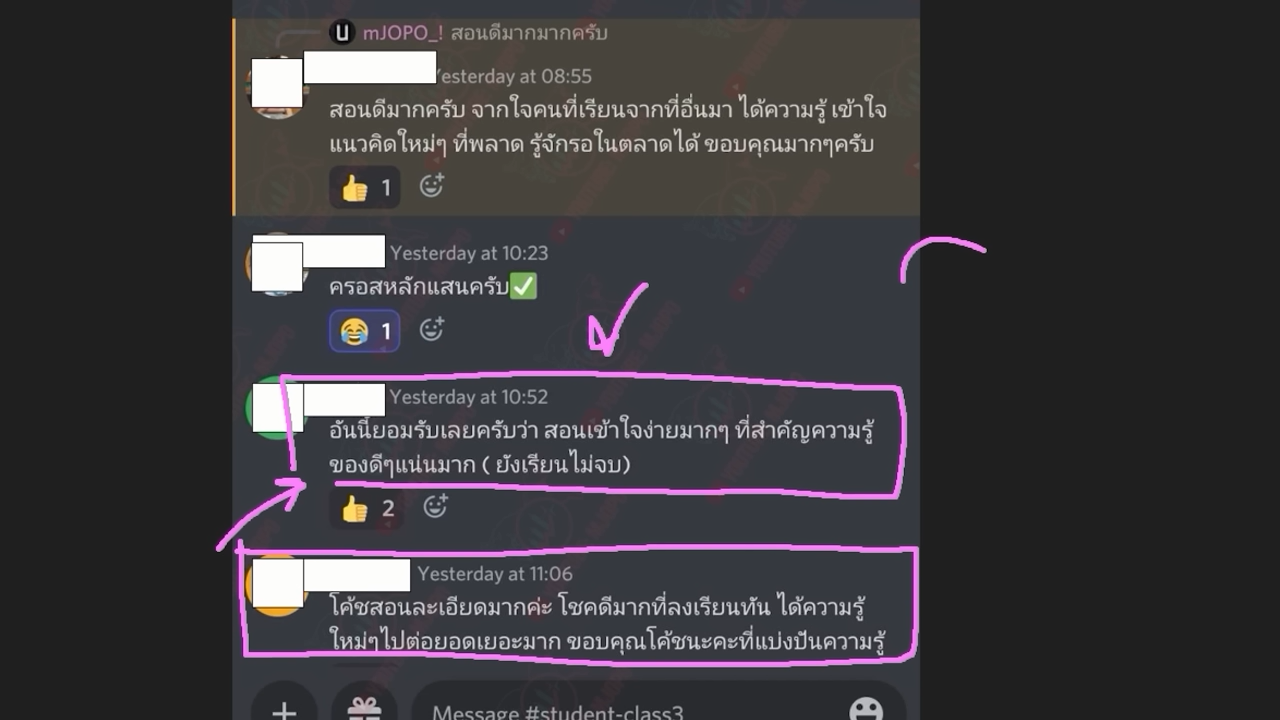 U mJOPO_! สอนดีมากมากครับ
Yesterday at 08:55
สอนดีมากครับ จากใจคนที่เรียนจากที่อื่นมา ได้ความรู้ เข้าใจ
แนวคิดใหม่ๆ ที่พลาด รู้จักรอในตลาดได้ ขอบคุณมากๆครับ
👍 1
Yesterday at 10:23
ครอสหลักแสนครับ✅
😂 1
Yesterday at 10:52
อันนี้ยอมรับเลยครับว่า สอนเข้าใจง่ายมากๆ ที่สำคัญความรู้
ของดีๆแน่นมาก ( ยังเรียนไม่จบ)
👍 2
Yesterday at 11:06
โค้ชสอนละเอียดมากค่ะ โชคดีมากที่ลงเรียนทัน ได้ความรู้
ใหม่ๆไปต่อยอดเยอะมาก ขอบคุณโค้ชนะคะที่แบ่งปันความรู้
Message #student-class3